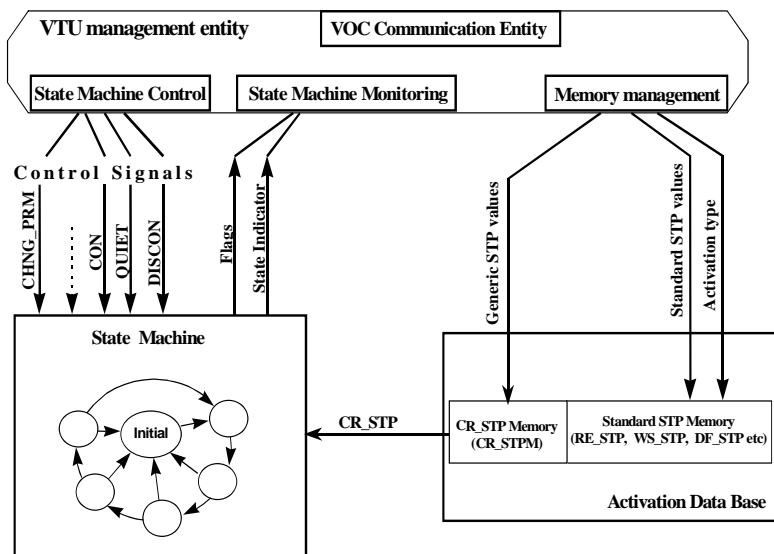 VTU management entity
VOC Communication Entity
State Machine Control
State Machine Monitoring
Memory management
Control Signals
CHNG_PRM
CON
QUIET
DISCON
Flags
State Indicator
Generic STP values
Standard STP values
Activation type
State Machine
Initial
CR_STP
CR_STP Memory
(CR_STPM)
Standard STP Memory
(RE_STP, WS_STP, DF_STP etc)
Activation Data Base